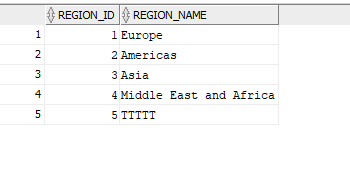 REGION_ID REGION_NAME
1 1 Europe
2 2 Americas
3 3 Asia
4 4 Middle East and Africa
5 5 TTTTT